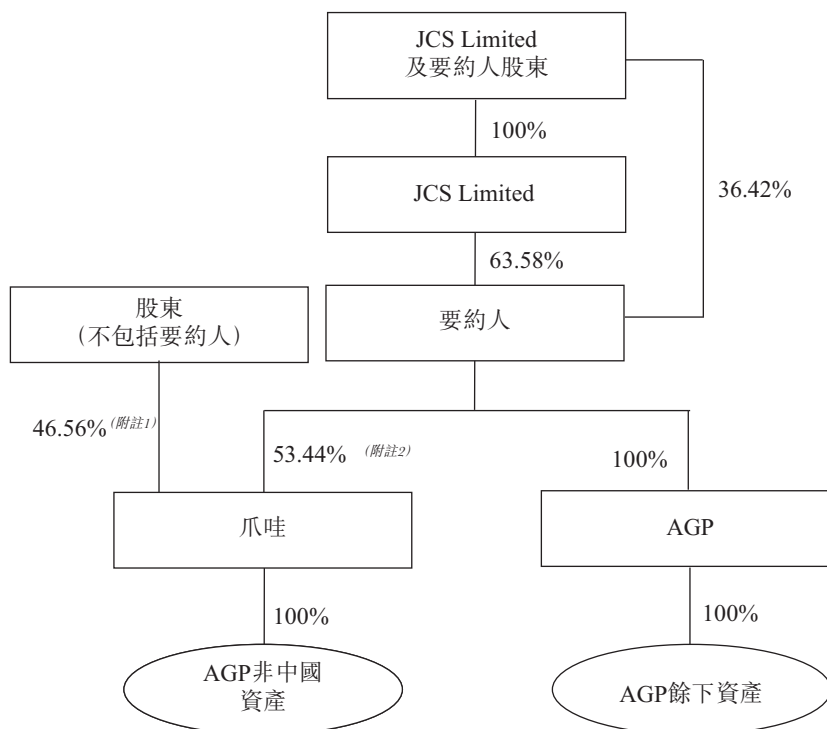 JCS Limited
及要約人股東
100%
JCS Limited
36.42%
63.58%
股東
(不包括要約人)
要約人
46.56% (附註1)
53.44% (附註2)
100%
爪哇
AGP
100%
100%
AGP非中國
資產
AGP餘下資產